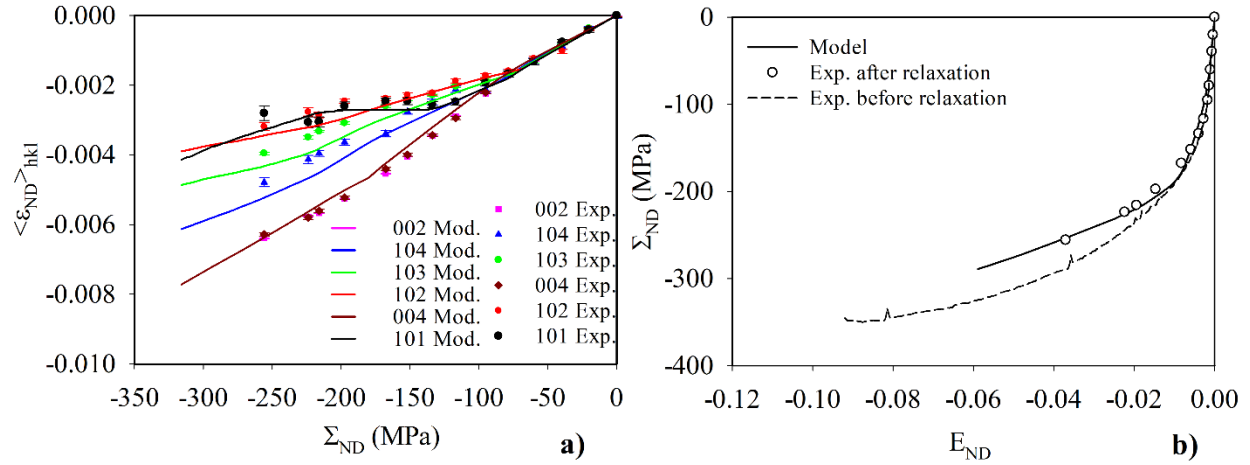 0.000
-0.002
-0.004
-0.006
-0.008
-0.010
<ε_ND>_hkl
002 Mod.
104 Mod.
103 Mod.
102 Mod.
004 Mod.
101 Mod.
002 Exp.
104 Exp.
103 Exp.
004 Exp.
102 Exp.
101 Exp.
-350 -300 -250 -200 -150 -100 -50 0
Σ_ND (MPa)
a)
0
-100
-200
-300
-400
Σ_ND (MPa)
Model
Exp. after relaxation
Exp. before relaxation
-0.12 -0.10 -0.08 -0.06 -0.04 -0.02 0.00
E_ND
b)